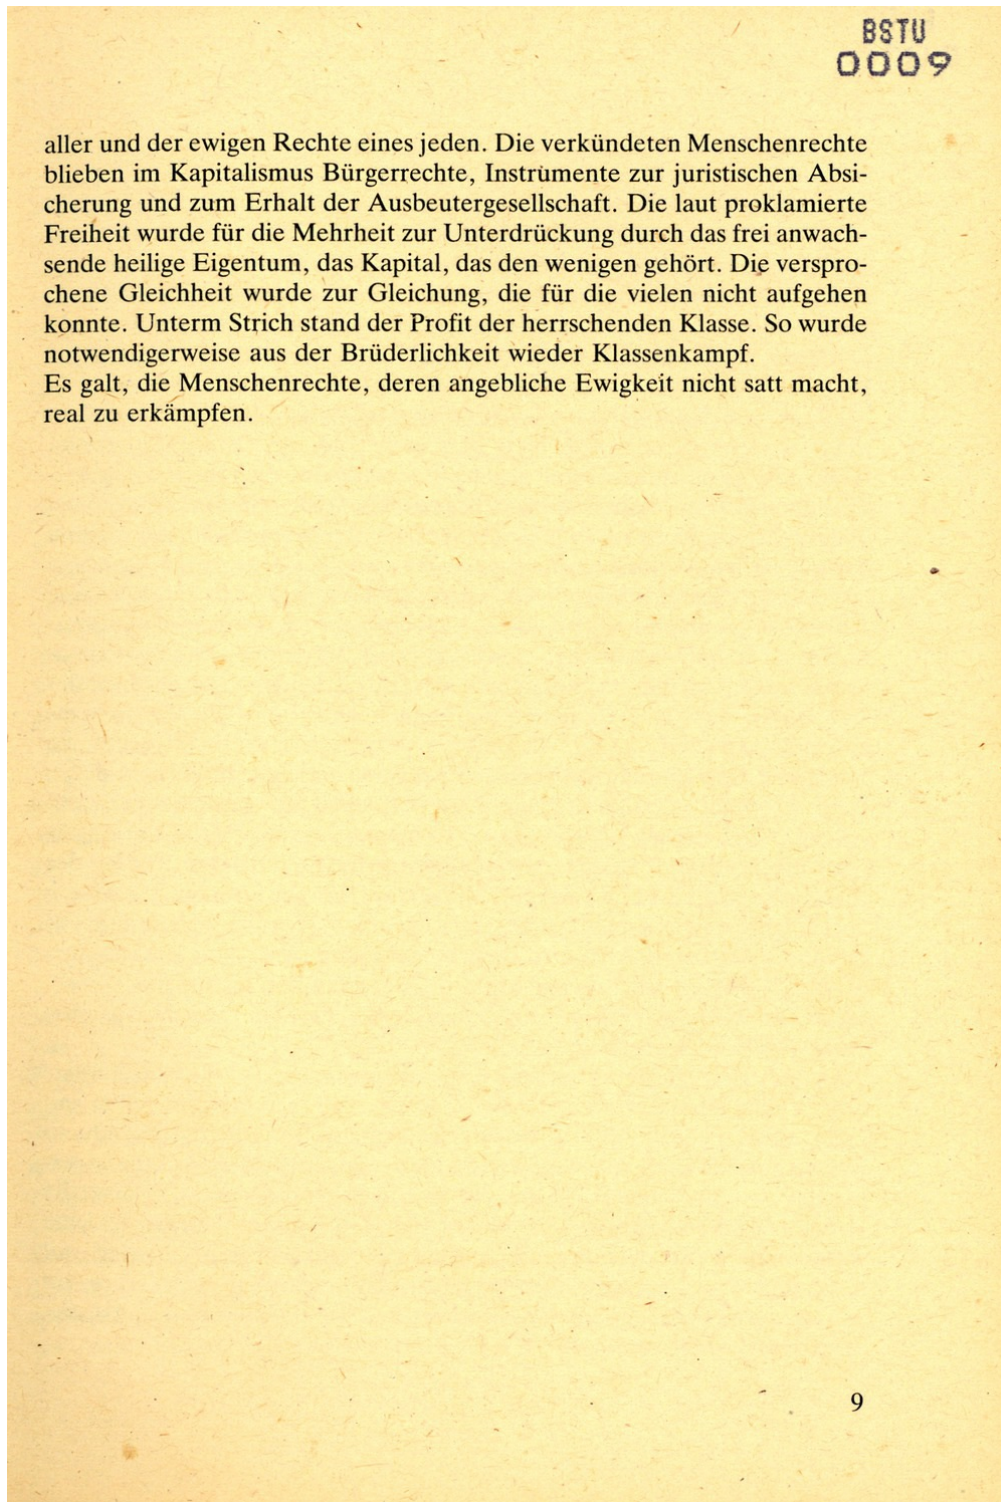 BSTU
0009
aller und der ewigen Rechte eines jeden. Die verkündeten Menschenrechte
blieben im Kapitalismus Bürgerrechte, Instrumente zur juristischen Absi-
cherung und zum Erhalt der Ausbeutergesellschaft. Die laut proklamierte
Freiheit wurde für die Mehrheit zur Unterdrückung durch das frei anwach-
sende heilige Eigentum, das Kapital, das den wenigen gehört. Die verspro-
chene Gleichheit wurde zur Gleichung, die für die vielen nicht aufgehen
konnte. Unterm Strich stand der Profit der herrschenden Klasse. So wurde
notwendigerweise aus der Brüderlichkeit wieder Klassenkampf.
Es galt, die Menschenrechte, deren angebliche Ewigkeit nicht satt macht,
real zu erkämpfen.
9